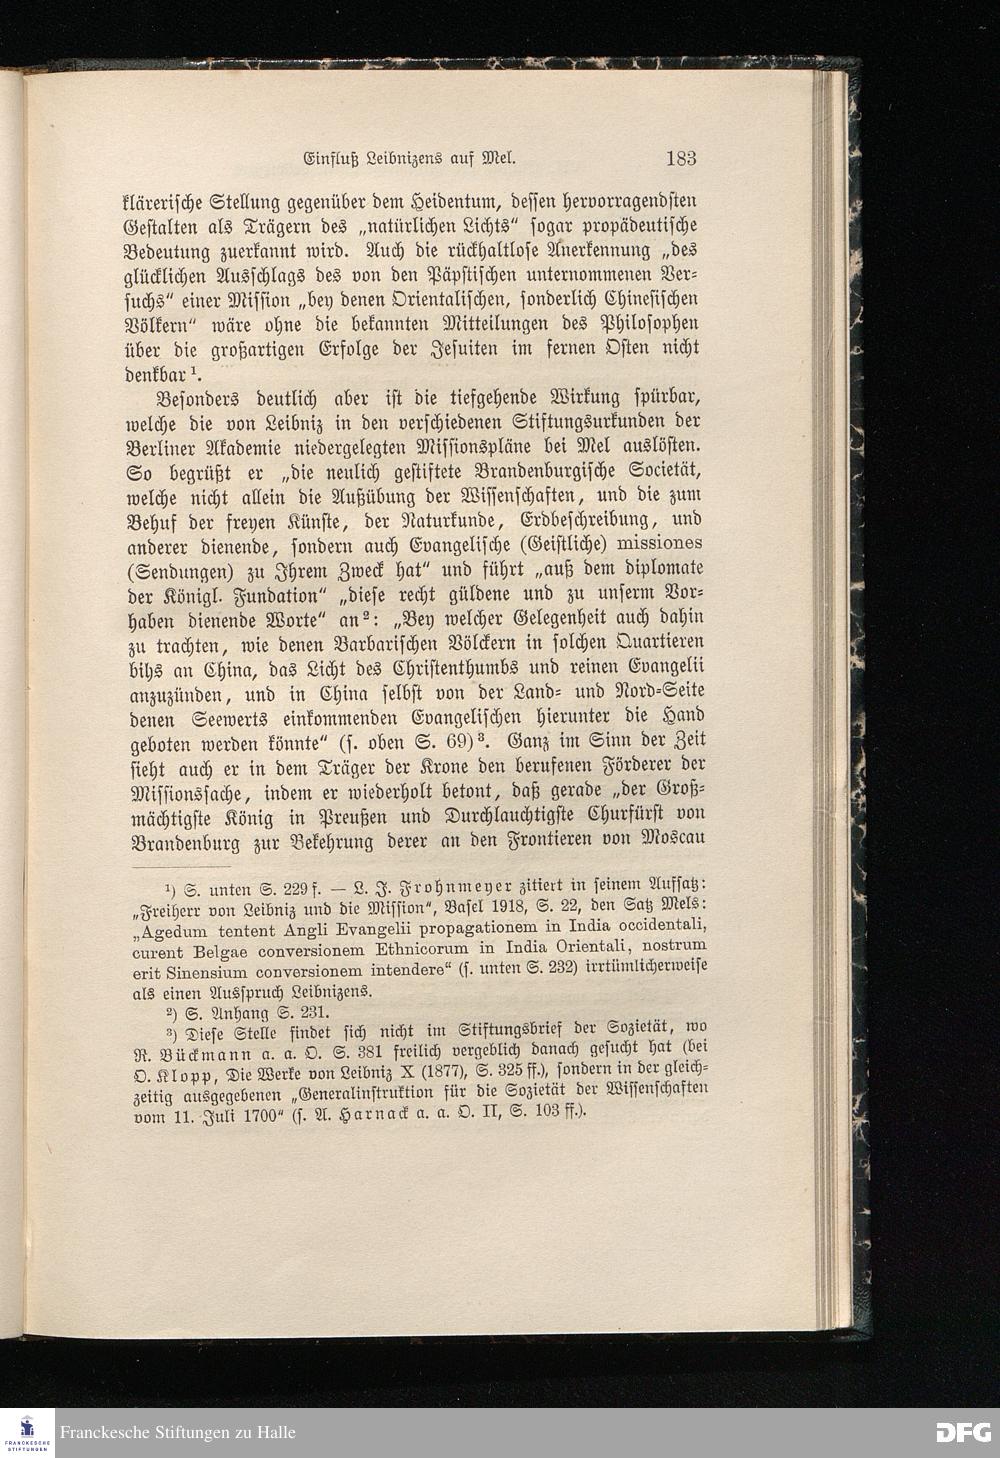 Einfluß Leibnizens auf Mel. 183
klärerische Stellung gegenüber dem Heidentum, dessen hervorragendsten
Gestalten als Trägern des „natürlichen Lichts“ sogar propädeutische
Bedeutung zuerkannt wird. Auch die rückhaltlose Anerkennung „des
glücklichen Ausschlags des von den Päpstischen unternommenen Ver-
suchs“ einer Mission „bey denen Orientalischen, sonderlich Chinesischen
Völkern“ wäre ohne die bekannten Mitteilungen des Philosophen
über die großartigen Erfolge der Jesuiten im fernen Osten nicht
denkbar¹.
Besonders deutlich aber ist die tiefgehende Wirkung spürbar,
welche die von Leibniz in den verschiedenen Stiftungsurkunden der
Berliner Akademie niedergelegten Missionspläne bei Mel auslösten.
So begrüßt er „die neulich gestiftete Brandenburgische Societät,
welche nicht allein die Außübung der Wissenschaften, und die zum
Behuf der freyen Künste, der Naturkunde, Erdbeschreibung, und
anderer dienende, sondern auch Evangelische (Geistliche) missiones
(Sendungen) zu Ihrem Zweck hat“ und führt „auß dem diplomate
der Königl. Fundation“ „diese recht güldene und zu unserm Vor-
haben dienende Worte“ an²: „Bey welcher Gelegenheit auch dahin
zu trachten, wie denen Barbarischen Völckern in solchen Quartieren
bihs an China, das Licht des Christenthumbs und reinen Evangelii
anzuzünden, und in China selbst von der Land- und Nord-Seite
denen Seewerts einkommenden Evangelischen hierunter die Hand
geboten werden könnte“ (s. oben S. 69)³. Ganz im Sinn der Zeit
sieht auch er in dem Träger der Krone den berufenen Förderer der
Missionssache, indem er wiederholt betont, daß gerade „der Groß-
mächtigste König in Preußen und Durchlauchtigste Churfürst von
Brandenburg zur Bekehrung derer an den Frontieren von Moscau
¹) S. unten S. 229 f. — L. J. Frohnmeyer zitiert in seinem Aufsatz:
„Freiherr von Leibniz und die Mission“, Basel 1918, S. 22, den Satz Mels:
„Agedum tentent Angli Evangelii propagationem in India occidentali,
curent Belgae conversionem Ethnicorum in India Orientali, nostrum
erit Sinensium conversionem intendere“ (s. unten S. 232) irrtümlicherweise
als einen Ausspruch Leibnizens.
²) S. Anhang S. 231.
³) Diese Stelle findet sich nicht im Stiftungsbrief der Sozietät, wo
R. Bückmann a. a. O. S. 381 freilich vergeblich danach gesucht hat (bei
O. Klopp, Die Werke von Leibniz X (1877), S. 325 ff.), sondern in der gleich-
zeitig ausgegebenen „Generalinstruktion für die Sozietät der Wissenschaften
vom 11. Juli 1700“ (s. A. Harnack a. a. O. II, S. 103 ff.).
FRANCKESCHE
STIFTUNGEN
Franckesche Stiftungen zu Halle
DFG